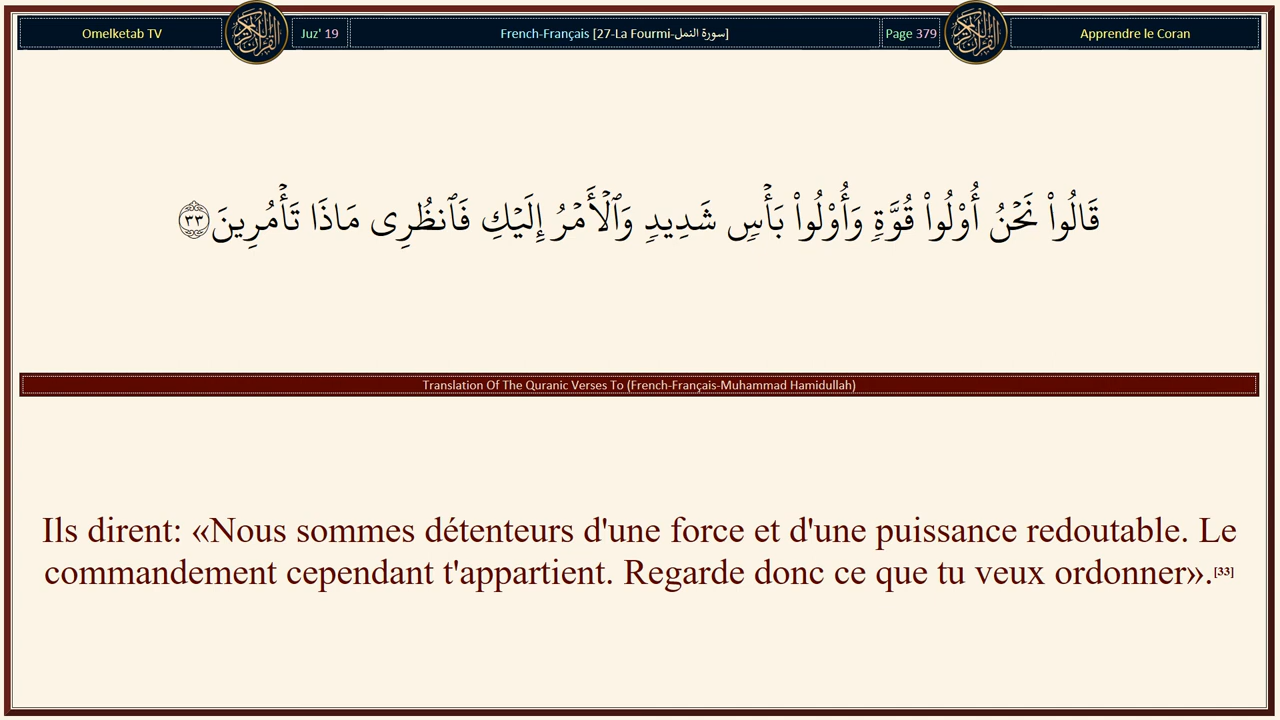 Omelketab TV
Juz' 19
French-Français [27-La Fourmi-سورة النمل]
Page 379
Apprendre le Coran
قَالُوا۟ نَحْنُ أُو۟لُوا۟ قُوَّةٍ وَأُو۟لُوا۟ بَأْسٍ شَدِيدٍ وَٱلْأَمْرُ إِلَيْكِ فَٱنظُرِى مَاذَا تَأْمُرِينَ ٣٣
Translation Of The Quranic Verses To (French-Français-Muhammad Hamidullah)
Ils dirent: «Nous sommes détenteurs d'une force et d'une puissance redoutable. Le
commandement cependant t'appartient. Regarde donc ce que tu veux ordonner».[33]